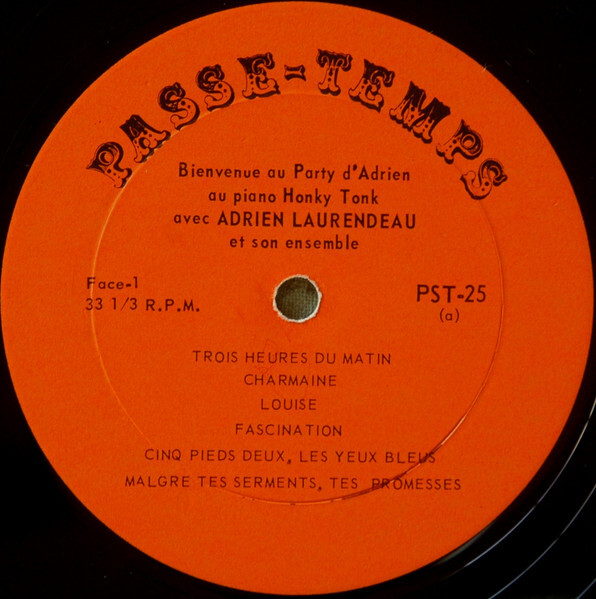 PASSE-TEMPS
Bienvenue au Party d'Adrien
au piano Honky Tonk
avec ADRIEN LAURENDEAU
et son ensemble
Face-1
33 1/3 R.P.M.
PST-25
(a)
TROIS HEURES DU MATIN
CHARMAINE
LOUISE
FASCINATION
CINQ PIEDS DEUX, LES YEUX BLEUS
MALGRE TES SERMENTS, TES PROMESSES